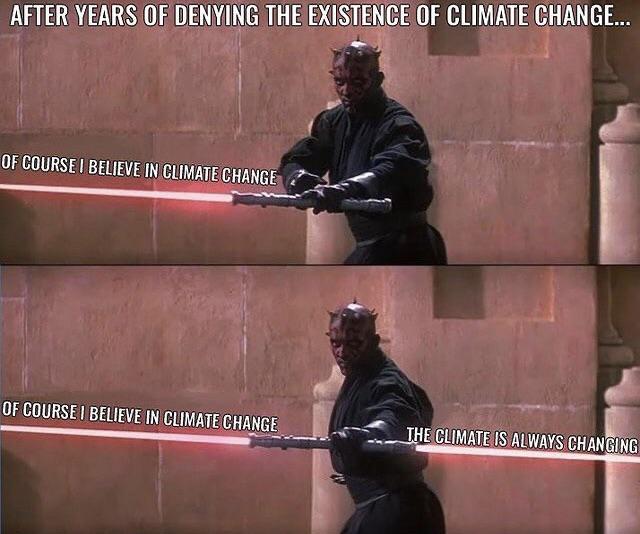 AFTER YEARS OF DENYING THE EXISTENCE OF CLIMATE CHANGE...
OF COURSE I BELIEVE IN CLIMATE CHANGE
OF COURSE I BELIEVE IN CLIMATE CHANGE
THE CLIMATE IS ALWAYS CHANGING